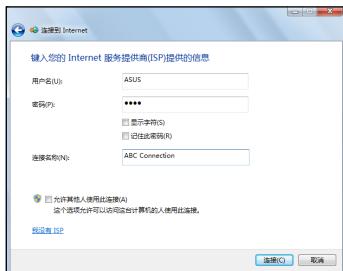 连接到 Internet
键入您的 Internet 服务提供商(ISP)提供的信息
用户名(U):
ASUS
密码(P):
••••
显示字符(S)
记住此密码(R)
连接名称(N):
ABC Connection
允许其他人使用此连接(A)
这个选项允许可以访问这台计算机的人使用此连接。
我没有 ISP
连接(C)
取消